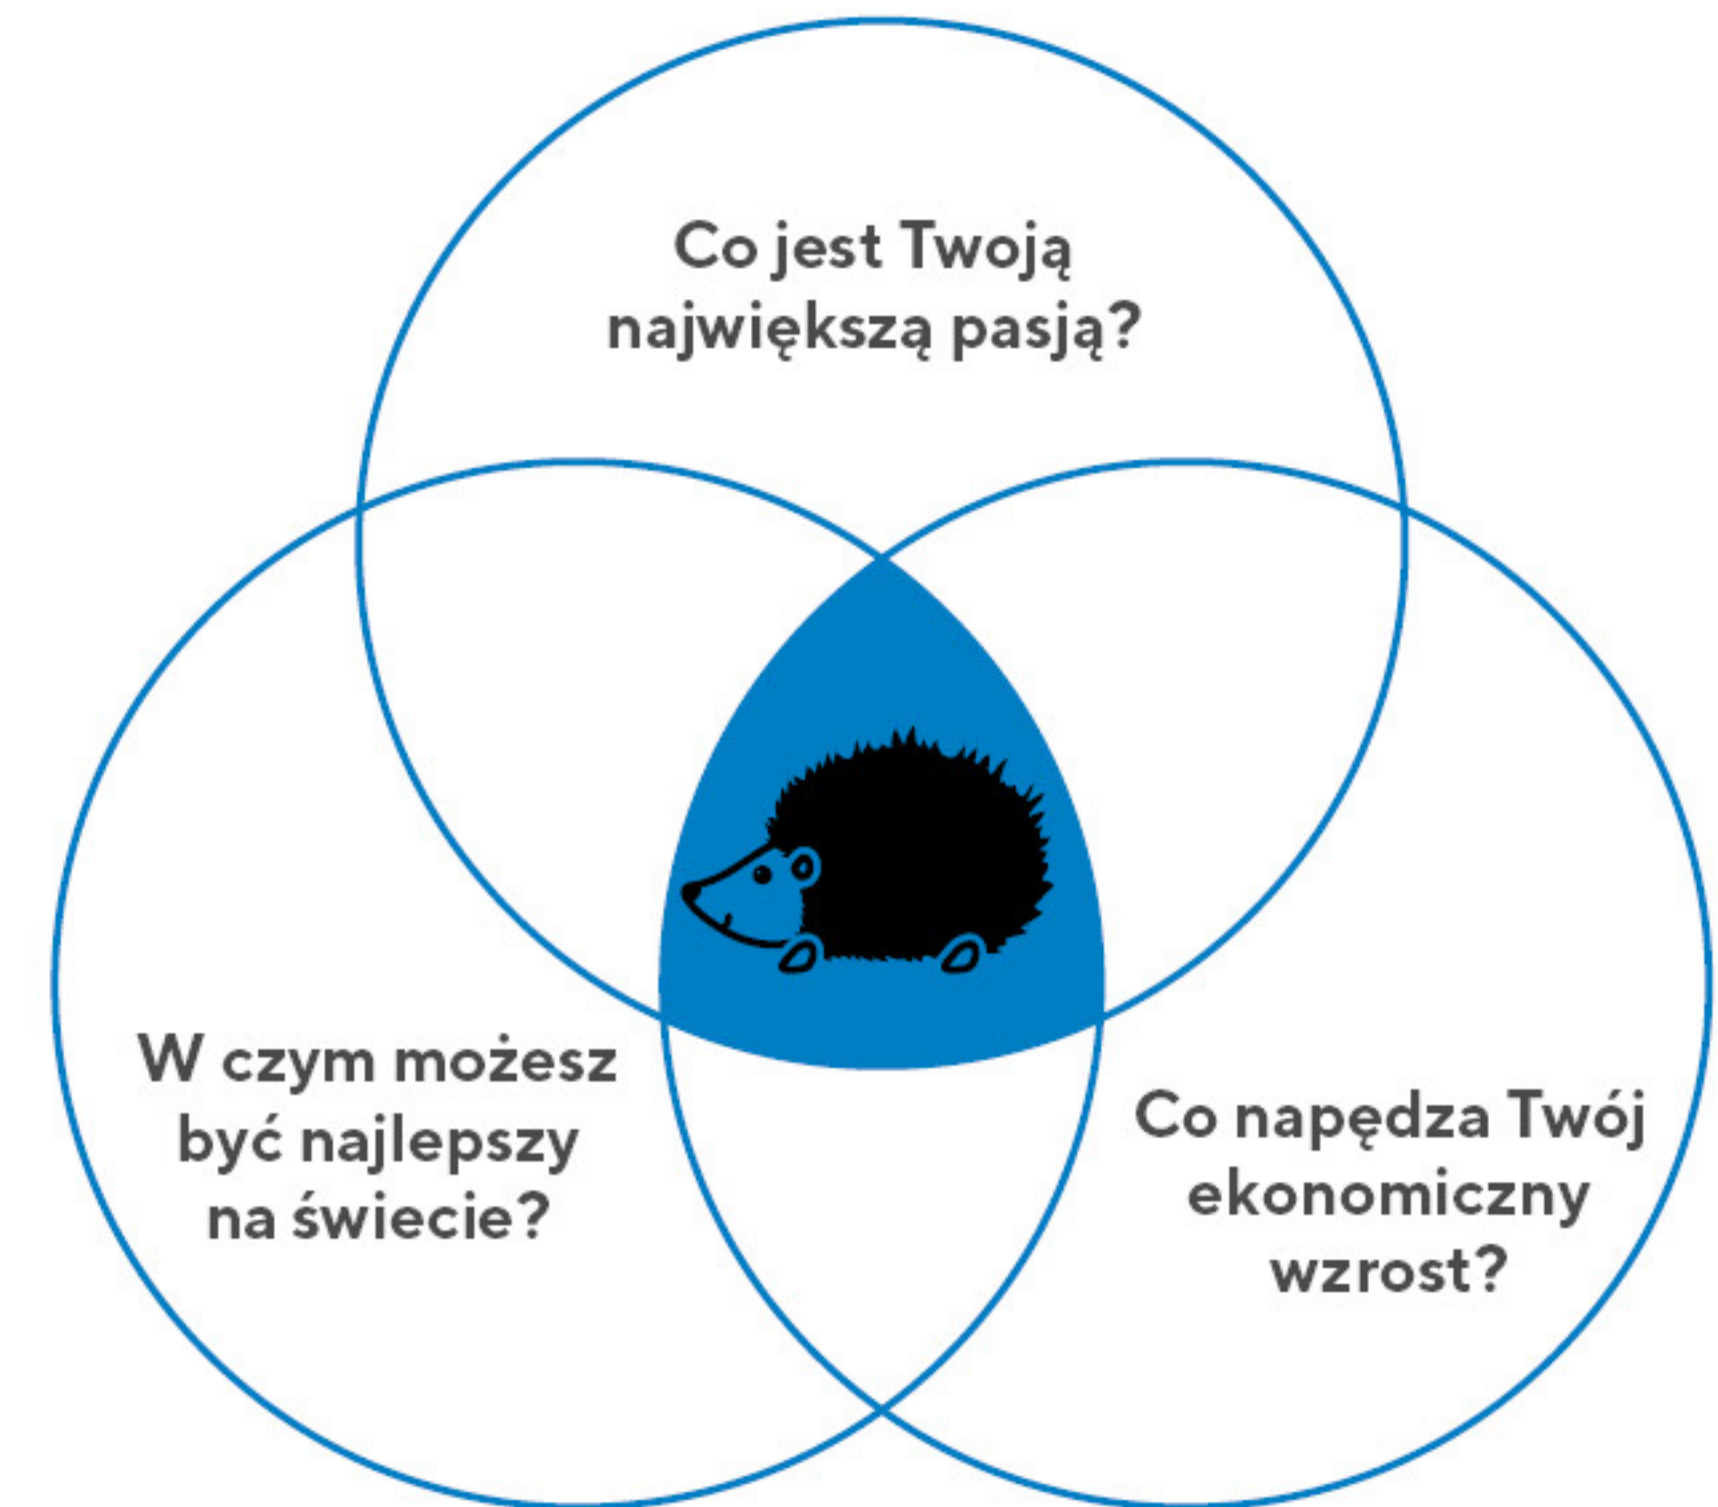 Co jest Twoją
największą pasją?
W czym możesz
być najlepszy
na świecie?
Co napędza Twój
ekonomiczny
wzrost?